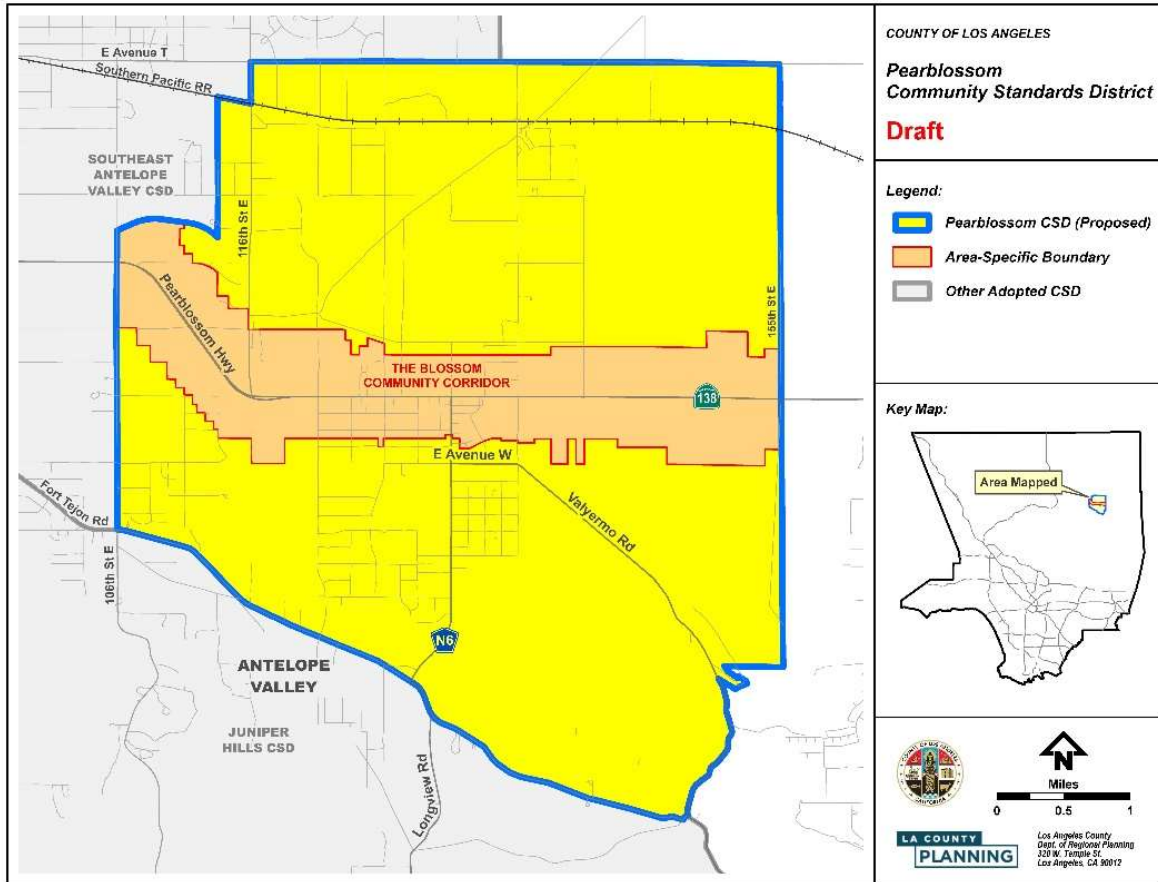 E Avenue T
Southern Pacific RR
SOUTHEAST
ANTELOPE
VALLEY CSD
116th St E
155th St E
Pearblossom Hwy
THE BLOSSOM
COMMUNITY CORRIDOR
138
E Avenue W
Valyermo Rd
Fort Tejon Rd
106th St E
N6
ANTELOPE
VALLEY
JUNIPER
HILLS CSD
Longview Rd
COUNTY OF LOS ANGELES
Pearblossom
Community Standards District
Draft
Legend:
Pearblossom CSD (Proposed)
Area-Specific Boundary
Other Adopted CSD
Key Map:
Area Mapped
N
Miles
0 0.5 1
LA COUNTY
PLANNING
Los Angeles County
Dept. of Regional Planning
320 W. Temple St.
Los Angeles, CA 90012